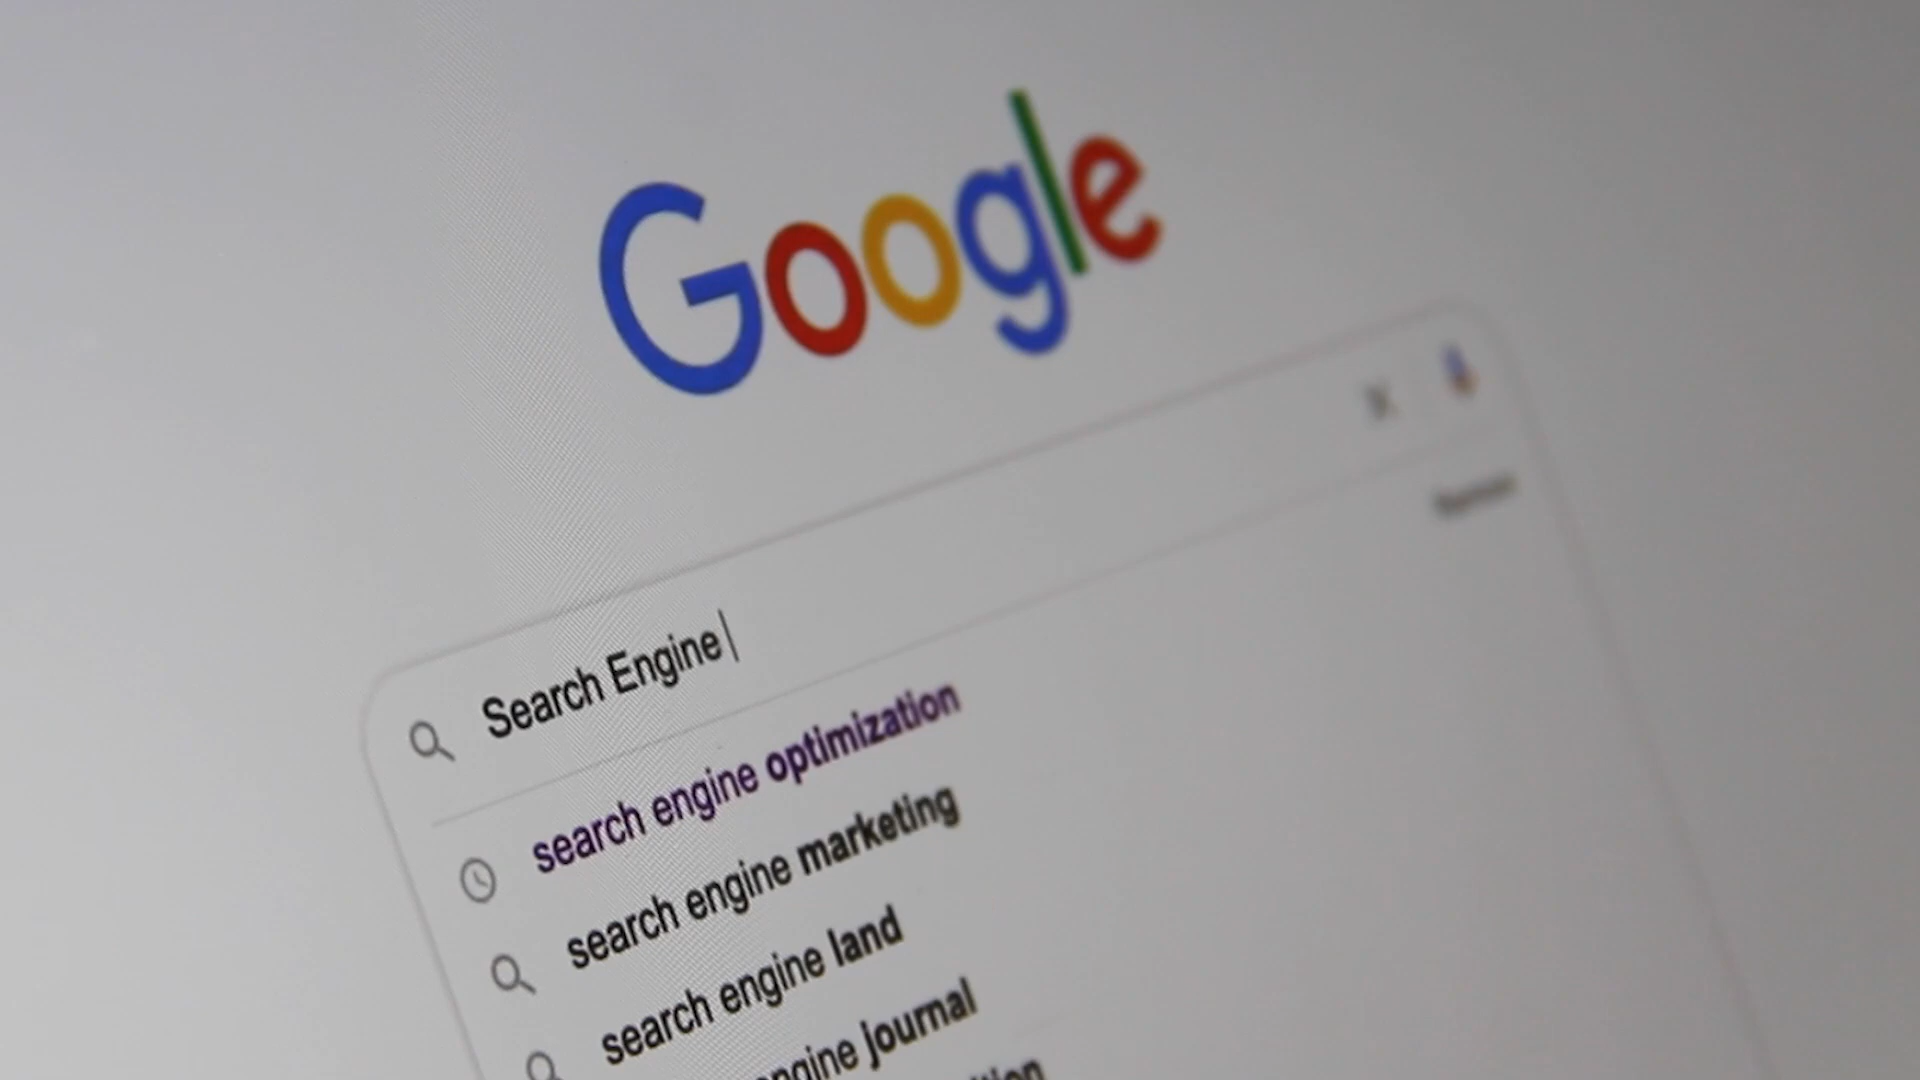 Google
Search Engine
search engine optimization
search engine marketing
search engine land
engine journal